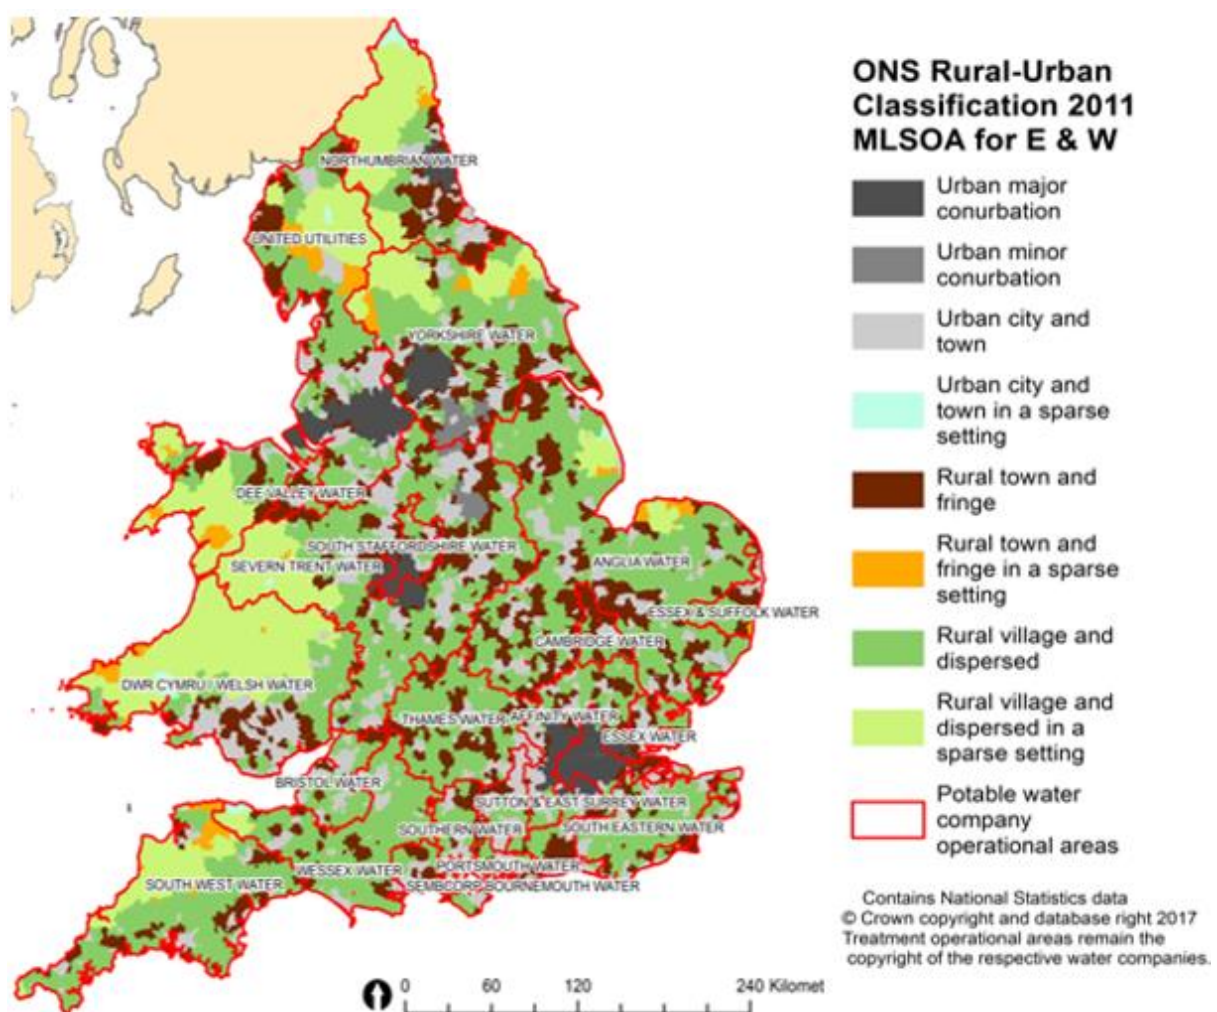 ONS Rural-Urban
Classification 2011
MLSOA for E & W
Urban major
conurbation
Urban minor
conurbation
Urban city and
town
Urban city and
town in a sparse
setting
Rural town and
fringe
Rural town and
fringe in a sparse
setting
Rural village and
dispersed
Rural village and
dispersed in a
sparse setting
Potable water
company
operational areas
Contains National Statistics data
© Crown copyright and database right 2017
Treatment operational areas remain the
copyright of the respective water companies.
NORTHUMBRIAN WATER
UNITED UTILITIES
YORKSHIRE WATER
DEE VALLEY WATER
SOUTH STAFFORDSHIRE WATER
SEVERN TRENT WATER
ANGLIA WATER
ESSEX & SUFFOLK WATER
CAMBRIDGE WATER
DWR CYMRU / WELSH WATER
THAMES WATER
AFFINITY WATER
ESSEX WATER
BRISTOL WATER
SUTTON & EAST SURREY WATER
SOUTHERN WATER
SOUTH EASTERN WATER
PORTSMOUTH WATER
WESSEX WATER
SOUTH WEST WATER
SEMBCORP BOURNEMOUTH WATER
0 60 120 240 Kilomet